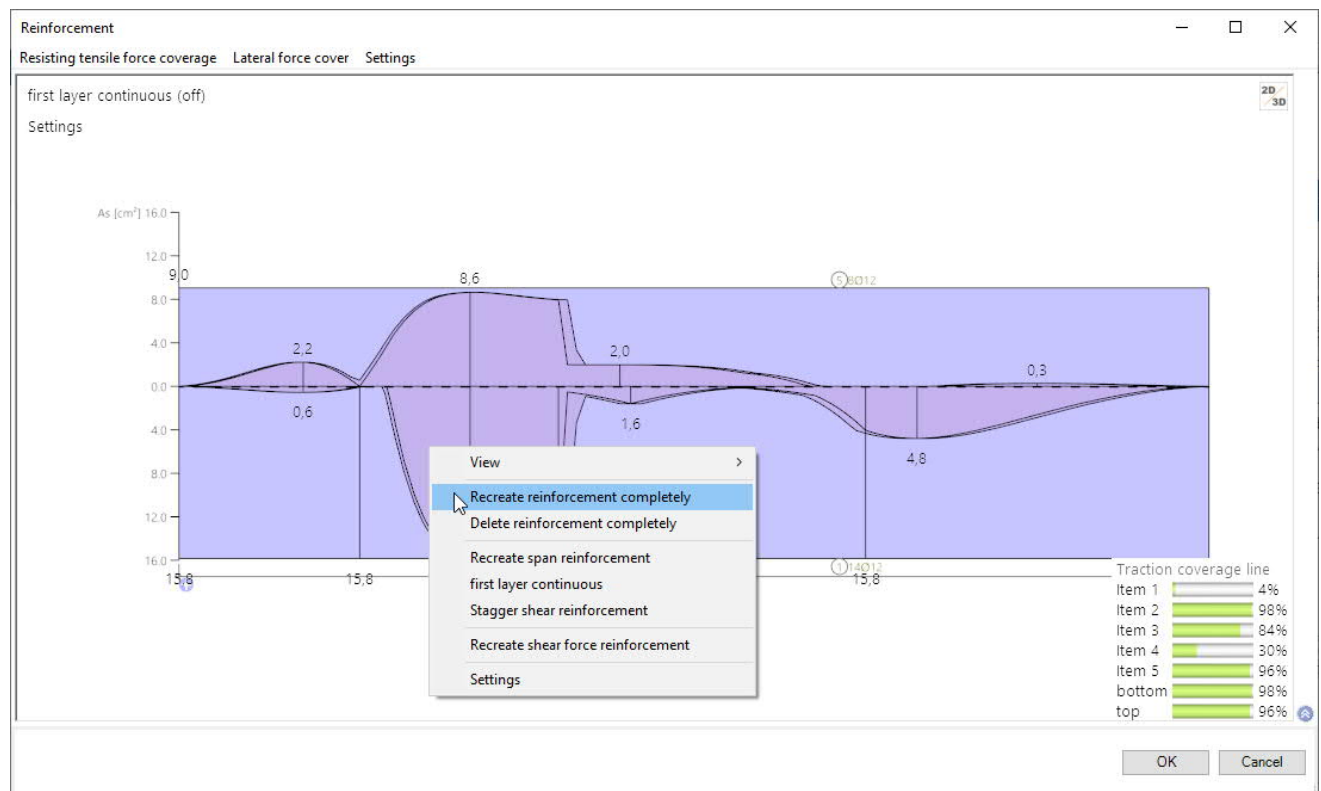 Reinforcement
Resisting tensile force coverage Lateral force cover Settings
first layer continuous (off)
2D/3D
Settings
As [cm²] 16.0
12.0
9,0
8,6
5 8Ø12
8.0
4.0
2,2
2,0
0,3
0.0
0,6
1,6
4.0
4,8
8.0
12.0
16.0
15,8
15,8
15,8
1 14Ø12
View
Recreate reinforcement completely
Delete reinforcement completely
Recreate span reinforcement
first layer continuous
Stagger shear reinforcement
Recreate shear force reinforcement
Settings
Traction coverage line
Item 1 4%
Item 2 98%
Item 3 84%
Item 4 30%
Item 5 96%
bottom 98%
top 96%
OK Cancel